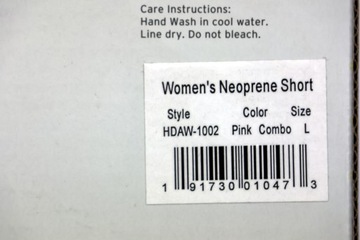 Care Instructions:
Hand Wash in cool water.
Line dry. Do not bleach.
Women's Neoprene Short
Style Color Size
HDAW-1002 Pink Combo L
1 91730 01047 3